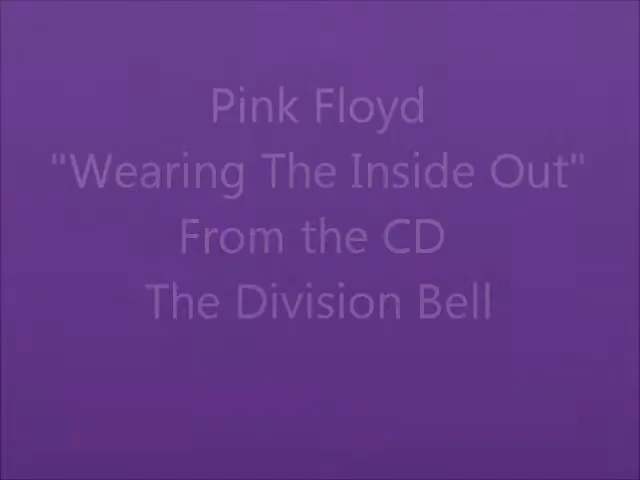 Pink Floyd
"Wearing The Inside Out"
From the CD
The Division Bell